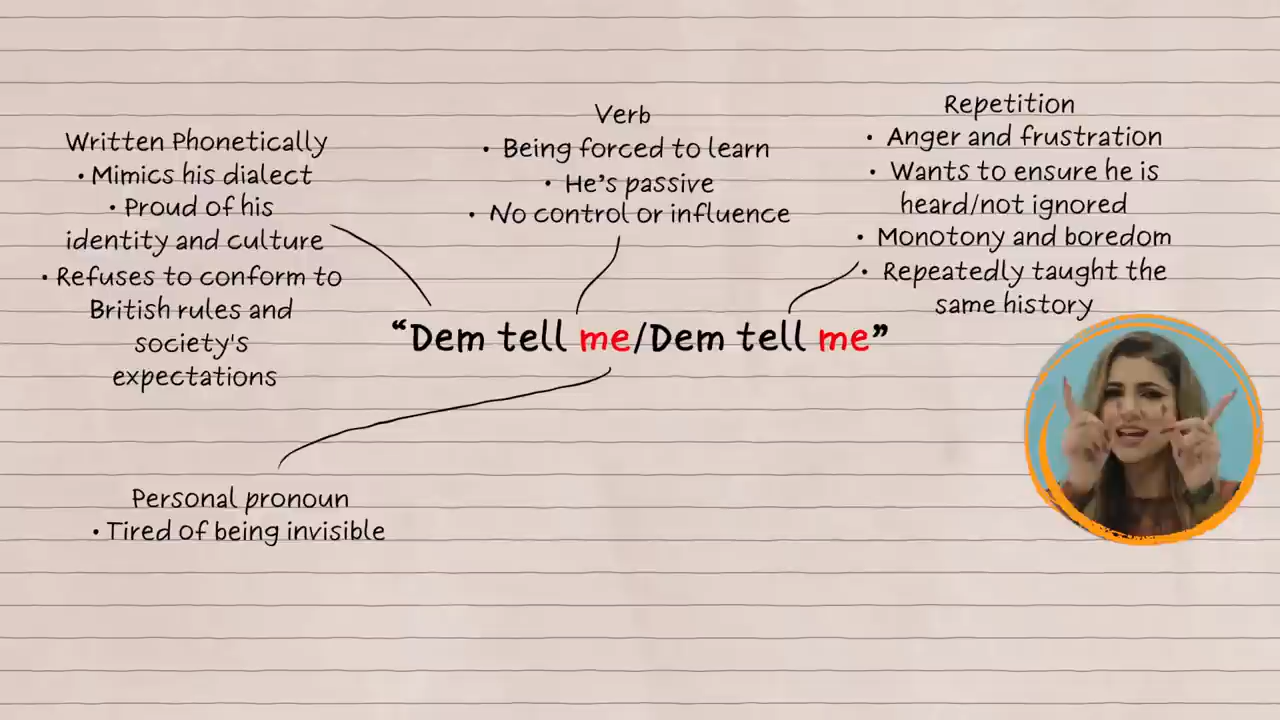 Written Phonetically
• Mimics his dialect
• Proud of his
identity and culture
• Refuses to conform to
British rules and
society's
expectations
Verb
• Being forced to learn
• He’s passive
• No control or influence
Repetition
• Anger and frustration
• Wants to ensure he is
heard/not ignored
• Monotony and boredom
• Repeatedly taught the
same history
“Dem tell me/Dem tell me”
Personal pronoun
• Tired of being invisible